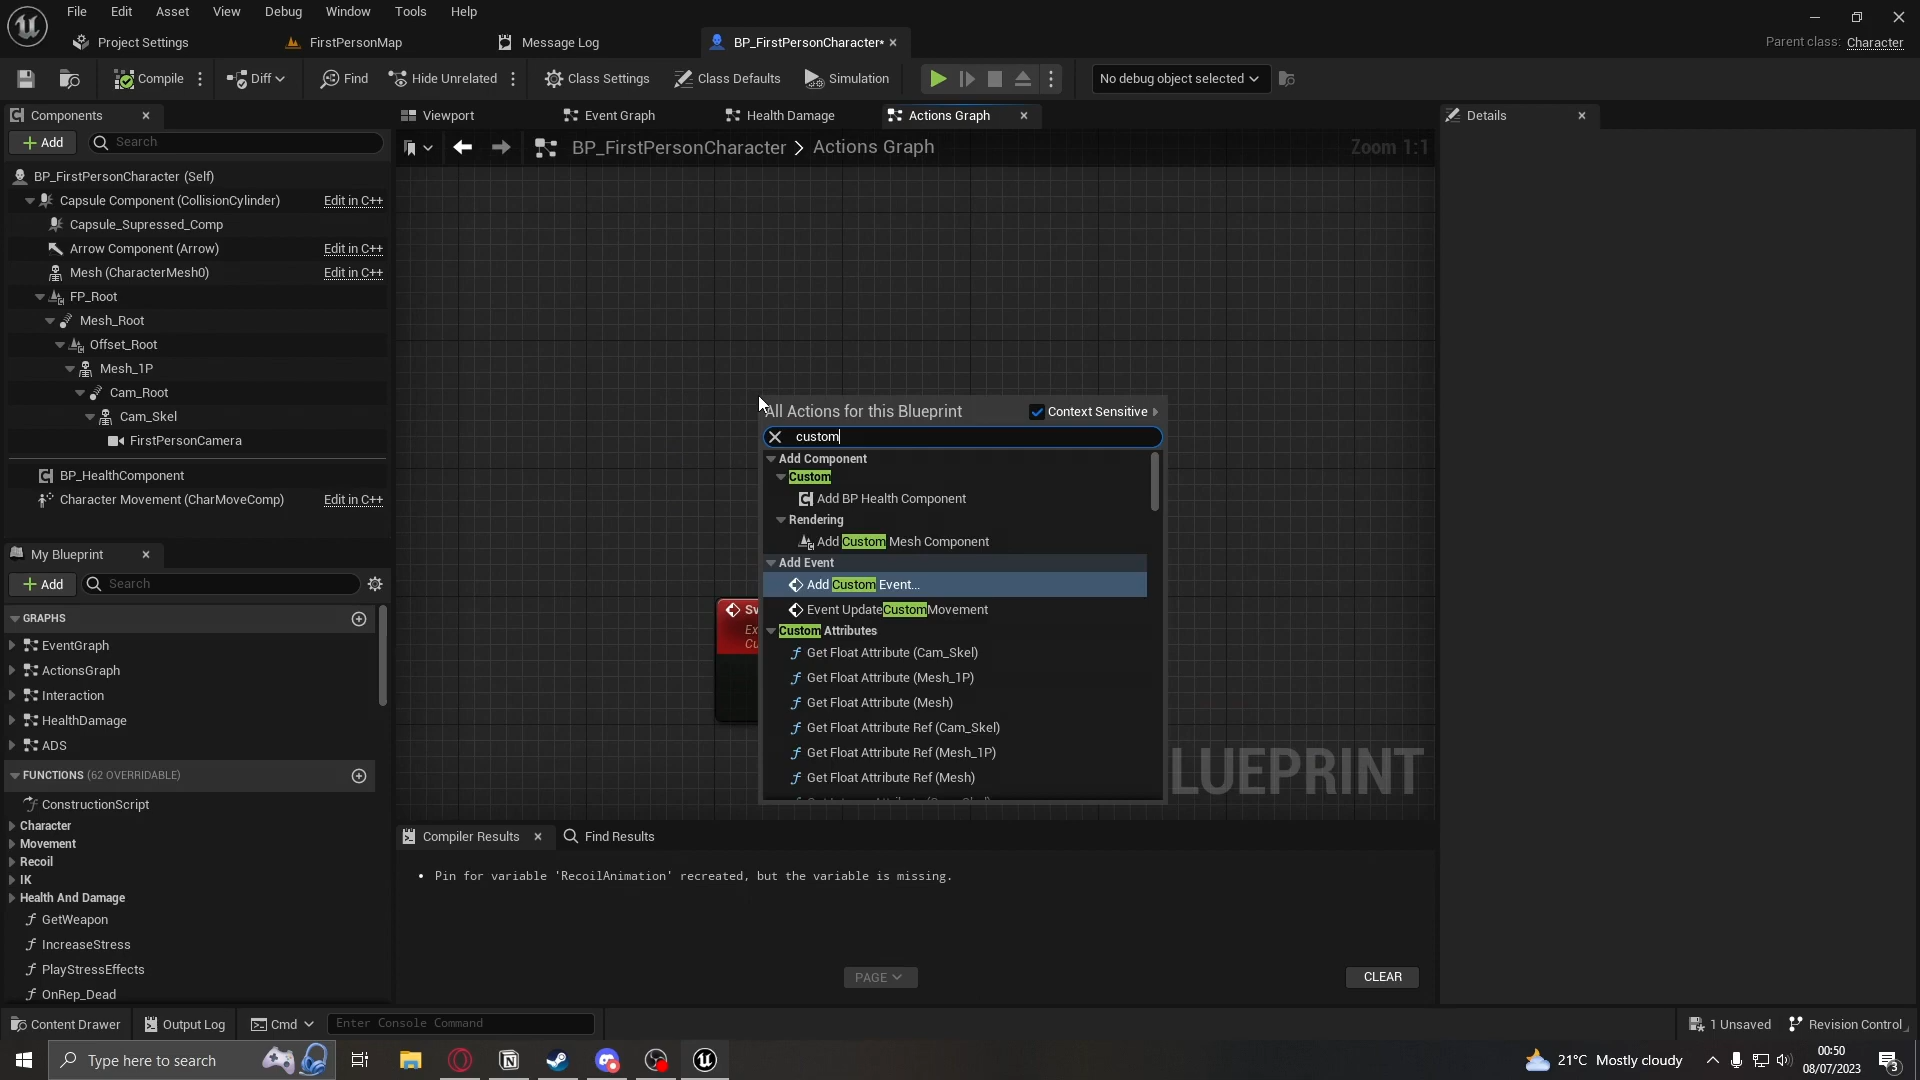 File Edit Asset View Debug Window Tools Help
Project Settings FirstPersonMap Message Log BP_FirstPersonCharacter*
Parent class: Character
Compile Diff Find Hide Unrelated Class Settings Class Defaults Simulation No debug object selected
Components
Add Search
BP_FirstPersonCharacter (Self)
Capsule Component (CollisionCylinder) Edit in C++
Capsule_Supressed_Comp
Arrow Component (Arrow) Edit in C++
Mesh (CharacterMesh0) Edit in C++
FP_Root
Mesh_Root
Offset_Root
Mesh_1P
Cam_Root
Cam_Skel
FirstPersonCamera
BP_HealthComponent
Character Movement (CharMoveComp) Edit in C++
My Blueprint
Add Search
GRAPHS
EventGraph
ActionsGraph
Interaction
HealthDamage
ADS
FUNCTIONS (62 OVERRIDABLE)
ConstructionScript
Character
Movement
Recoil
IK
Health And Damage
GetWeapon
IncreaseStress
PlayStressEffects
OnRep_Dead
Viewport Event Graph Health Damage Actions Graph
BP_FirstPersonCharacter > Actions Graph Zoom 1:1
All Actions for this Blueprint Context Sensitive
custom
Add Component
Custom
Add BP Health Component
Rendering
Add Custom Mesh Component
Add Event
Add Custom Event...
Event UpdateCustomMovement
Custom Attributes
Get Float Attribute (Cam_Skel)
Get Float Attribute (Mesh_1P)
Get Float Attribute (Mesh)
Get Float Attribute Ref (Cam_Skel)
Get Float Attribute Ref (Mesh_1P)
Get Float Attribute Ref (Mesh)
LUEPRINT
Compiler Results Find Results
• Pin for variable 'RecoilAnimation' recreated, but the variable is missing.
PAGE CLEAR
Details
Content Drawer Output Log Cmd Enter Console Command 1 Unsaved Revision Control
Type here to search 21°C Mostly cloudy 00:50
08/07/2023
3